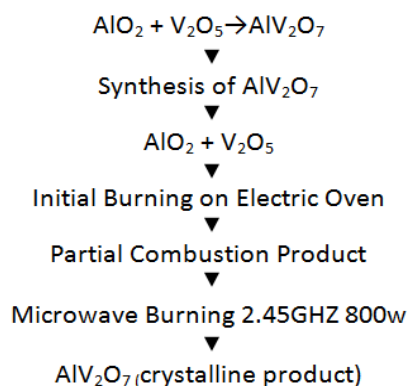 AlO₂ + V₂O₅→AlV₂O₇
Synthesis of AlV₂O₇
AlO₂ + V₂O₅
Initial Burning on Electric Oven
Partial Combustion Product
Microwave Burning 2.45GHZ 800w
AlV₂O₇ (crystalline product)